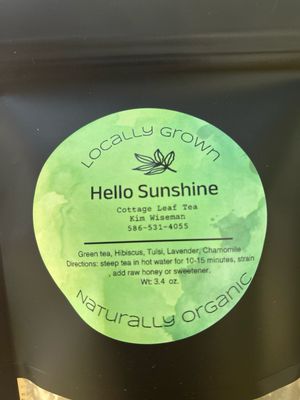 Locally Grown
Hello Sunshine
Cottage Leaf Tea
Kim Wiseman
586-531-4055
Green tea, Hibiscus, Tulsi, Lavender, Chamomile
Directions: steep tea in hot water for 10-15 minutes, strain
, add raw honey or sweetener.
Wt: 3.4 oz.
Naturally Organic